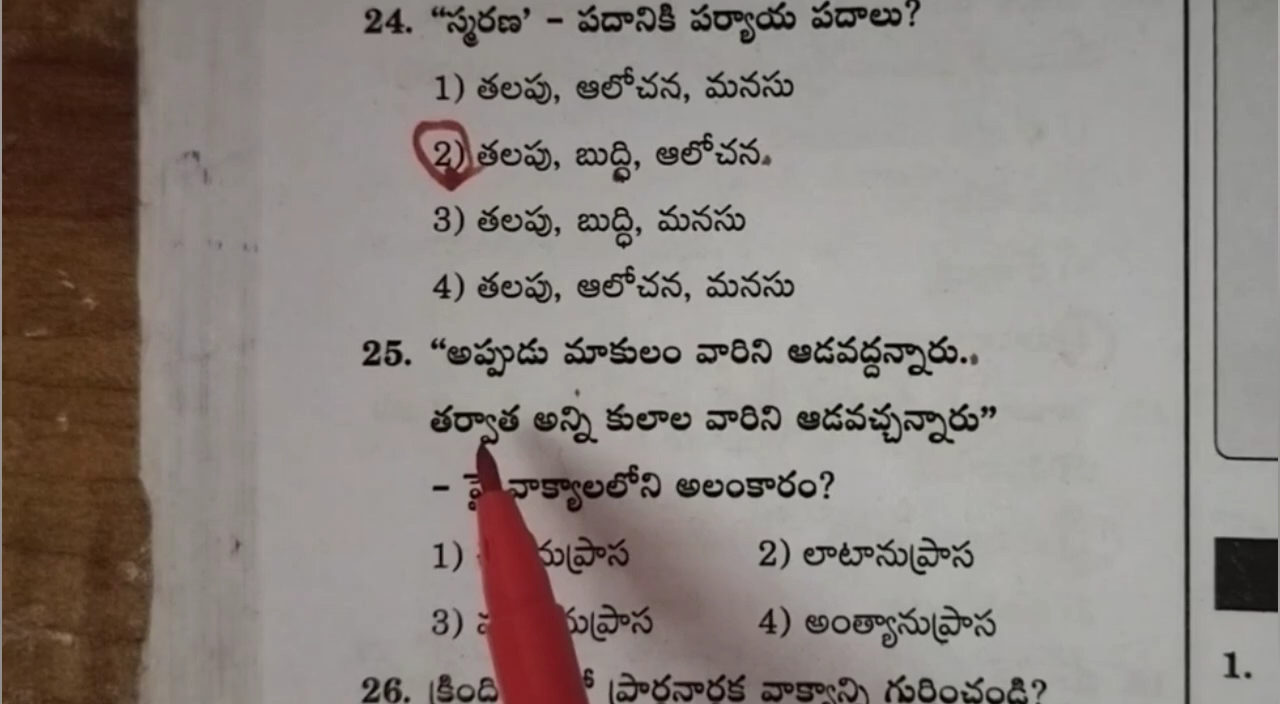 24. “స్మరణ’ - పదానికి పర్యాయ పదాలు?
1) తలపు, ఆలోచన, మనసు
2) తలపు, బుద్ధి, ఆలోచన.
3) తలపు, బుద్ధి, మనసు
4) తలపు, ఆలోచన, మనసు
25. “అప్పుడు మాకులం వారిని ఆడవద్దన్నారు..
తర్వాత అన్ని కులాల వారిని ఆడవచ్చన్నారు”
- పై వాక్యాలలోని అలంకారం?
1) 2) లాటానుప్రాస
3) 4) అంత్యానుప్రాస
26. వాక్యాన్ని గుర్తించండి?
1.